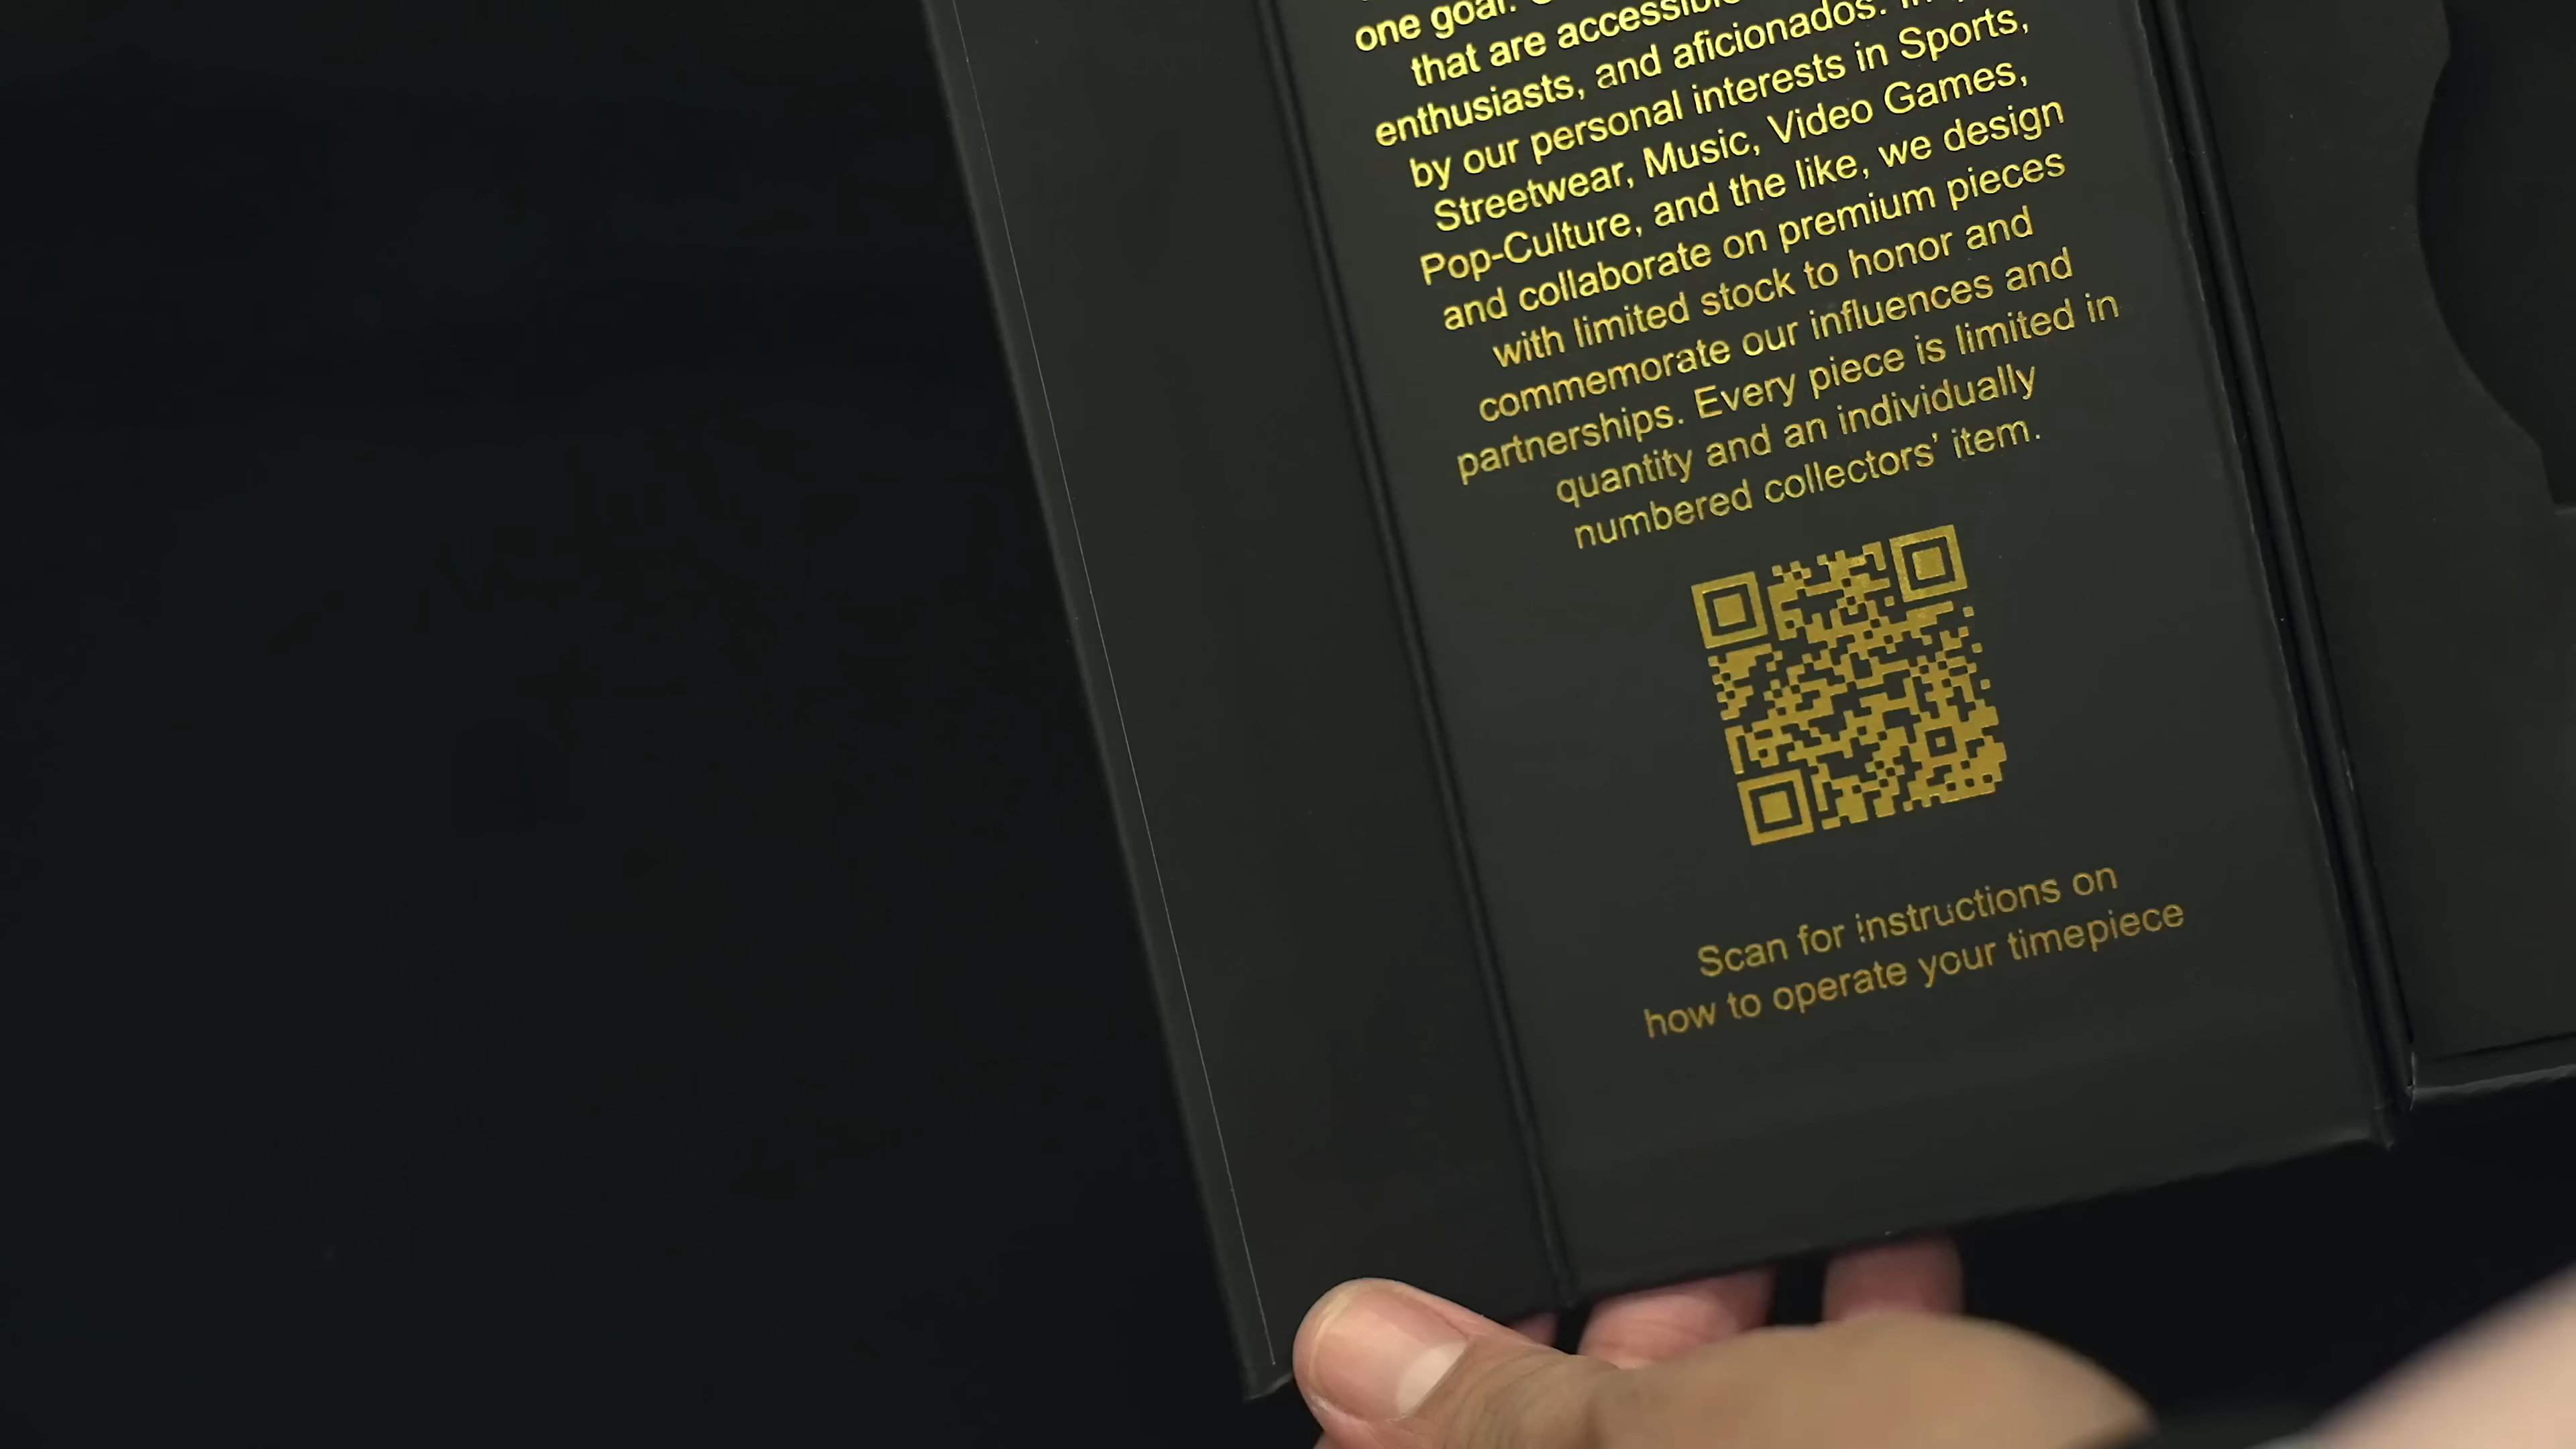 one goal.
that are accessible
enthusiasts, and aficionados.
by our personal interests in Sports,
Streetwear, Music, Video Games,
Pop-Culture, and the like, we design
and collaborate on premium pieces
with limited stock to honor and
commemorate our influences and
partnerships. Every piece is limited in
quantity and an individually
numbered collectors' item.
Scan for instructions on
how to operate your timepiece